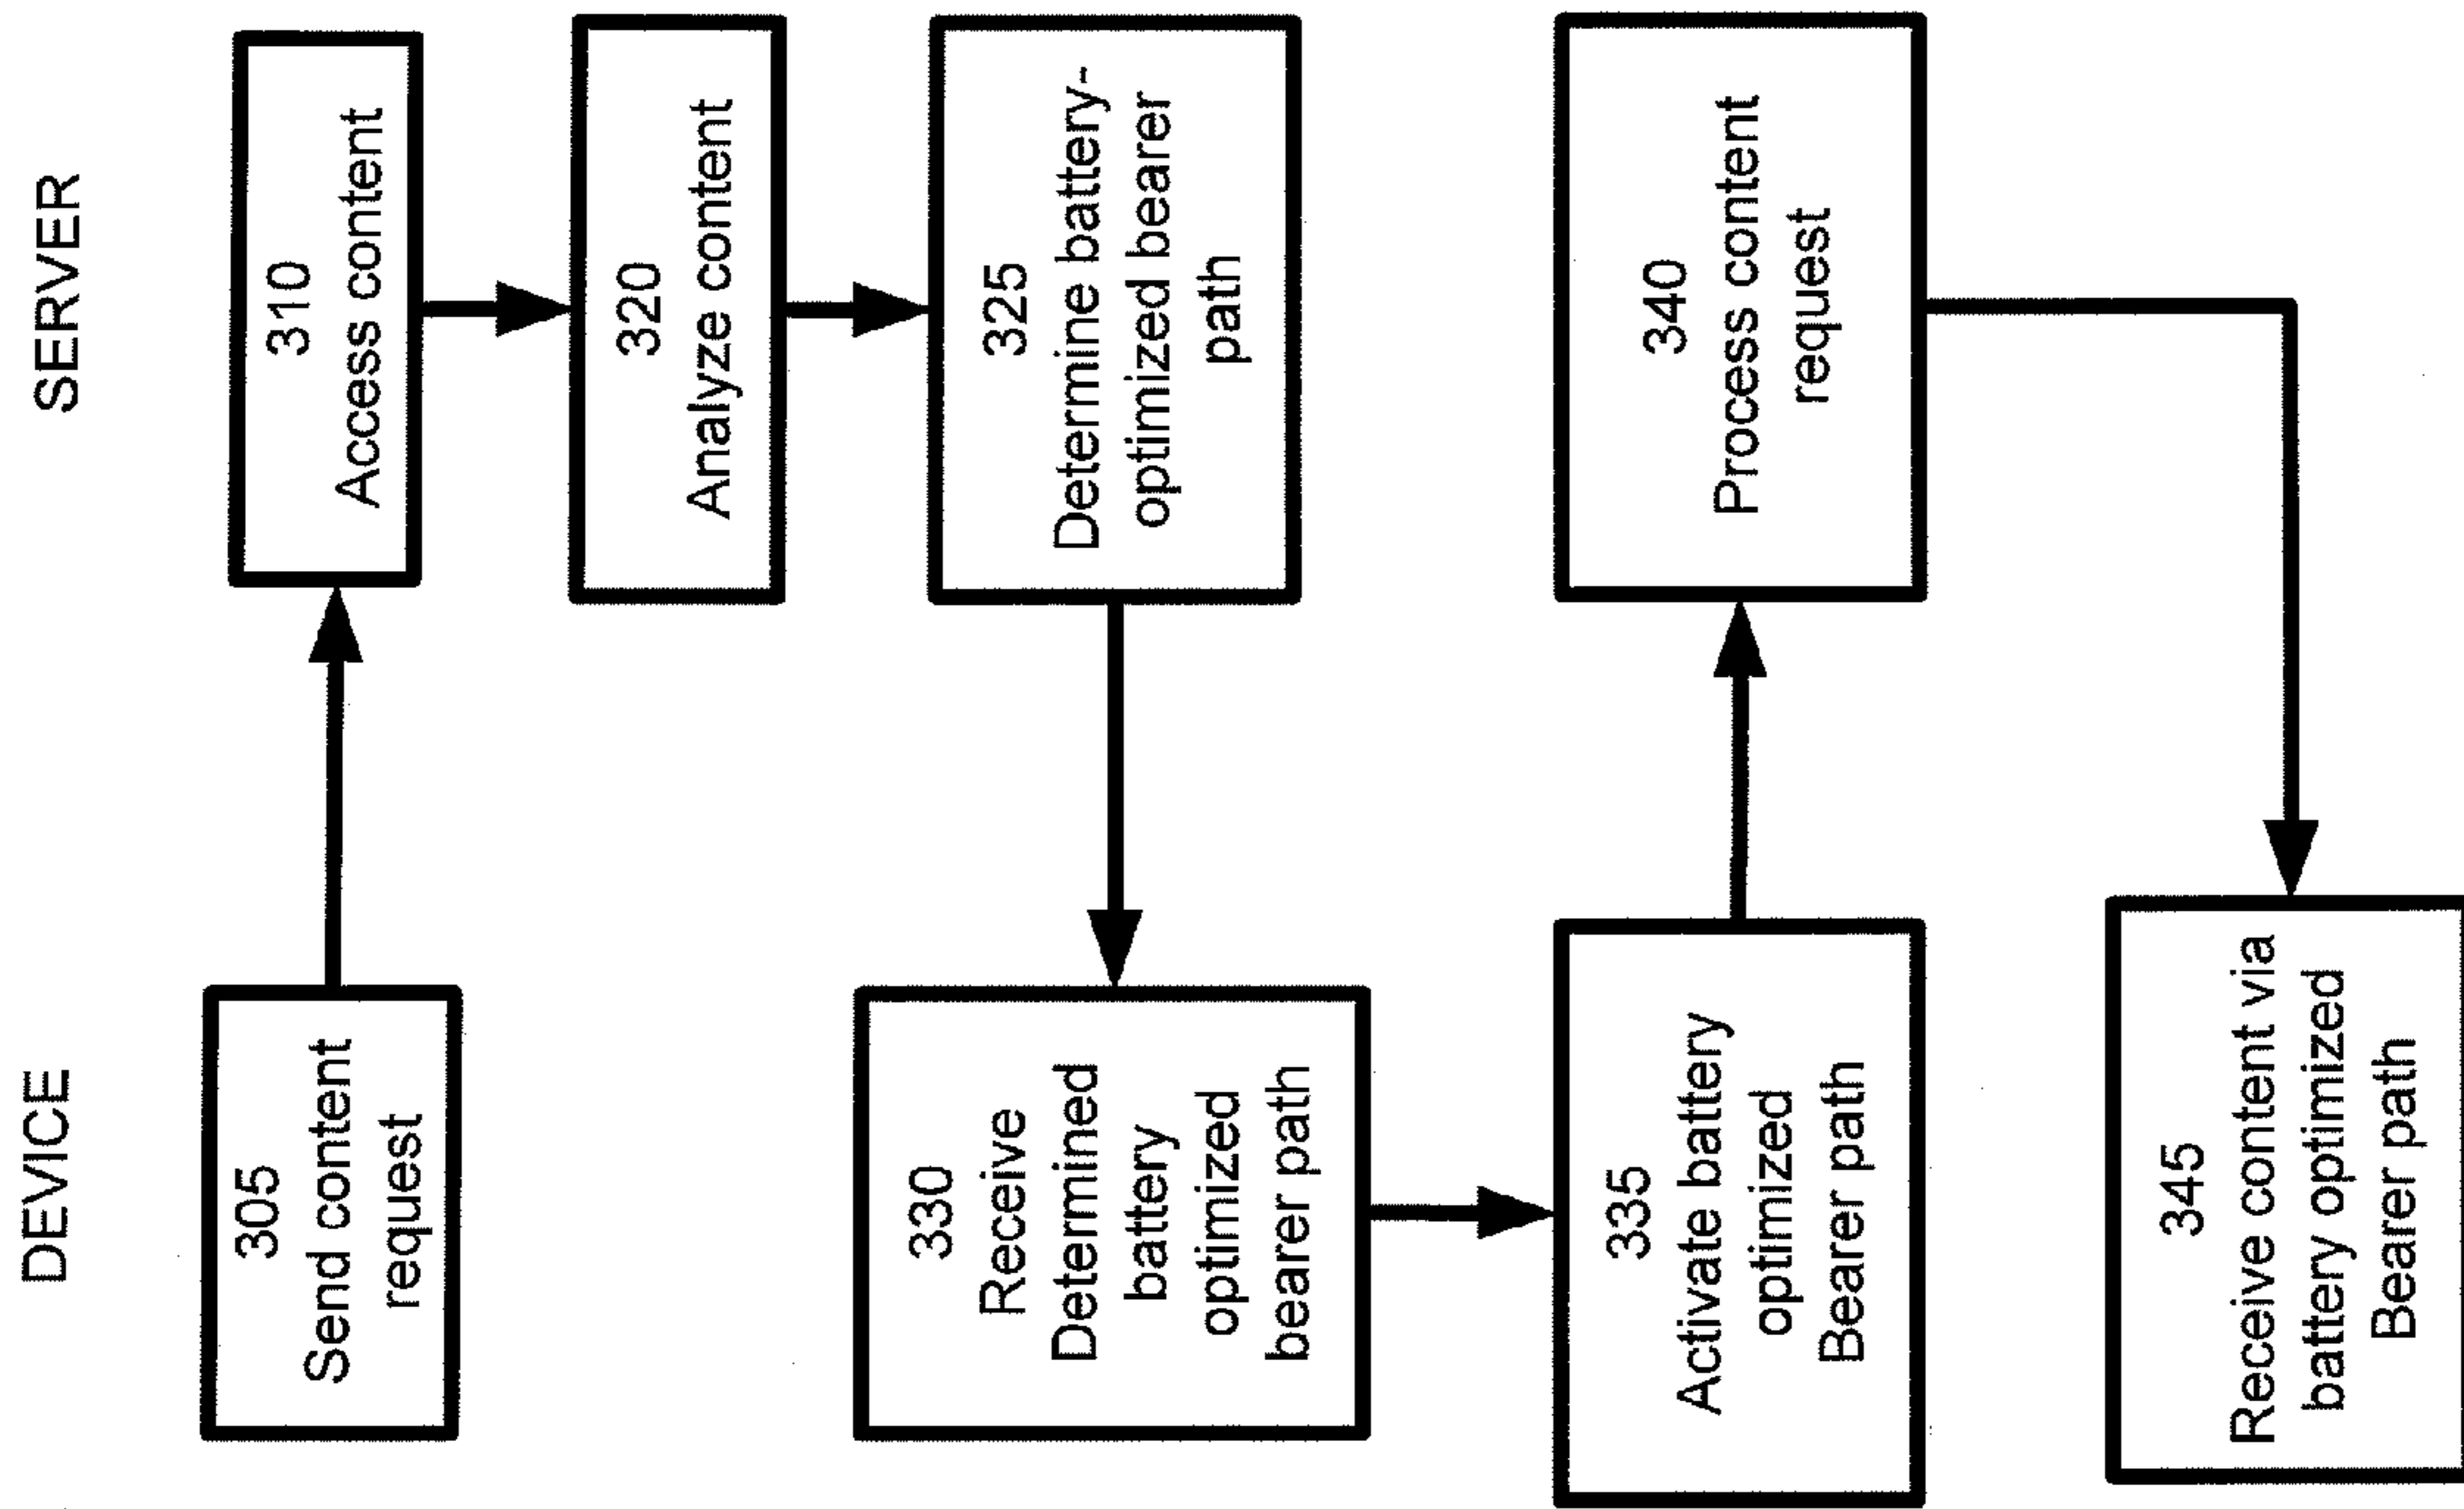 DEVICE
SERVER
305
Send content
request
310
Access content
320
Analyze content
325
Determine battery-
optimized bearer
path
330
Receive
Determined
battery
optimized
bearer path
335
Activate battery
optimized
Bearer path
340
Process content
request
345
Receive content via
battery optimized
Bearer path